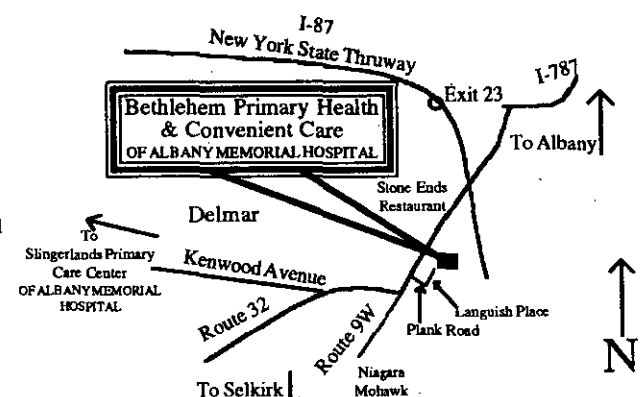 I-87
New York State Thruway
I-787
Exit 23
Bethlehem Primary Health
& Convenient Care
OF ALBANY MEMORIAL HOSPITAL
To Albany
Stone Ends
Restaurant
Delmar
To
Slingerlands Primary
Care Center
OF ALBANY MEMORIAL
HOSPITAL
Kenwood Avenue
Route 32
Route 9W
Languish Place
Plank Road
Niagara
Mohawk
To Selkirk
N